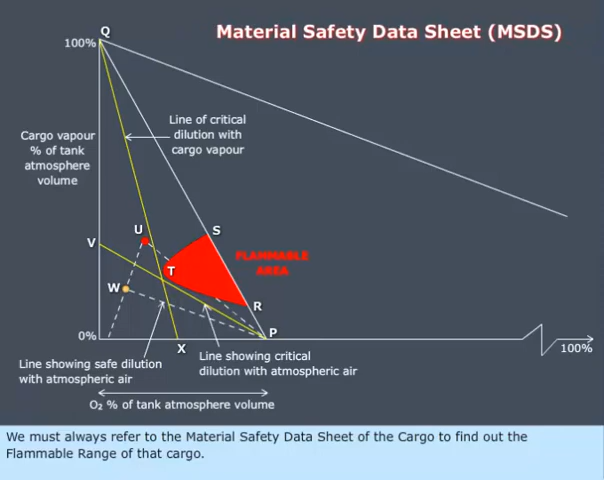 Material Safety Data Sheet (MSDS)
Q
100%
Line of critical
dilution with
cargo vapour
Cargo vapour
% of tank
atmosphere
volume
U
S
V
FLAMMABLE
AREA
T
W
R
0%
P
X
100%
Line showing safe dilution
with atmospheric air
Line showing critical
dilution with atmospheric air
O₂ % of tank atmosphere volume
We must always refer to the Material Safety Data Sheet of the Cargo to find out the
Flammable Range of that cargo.